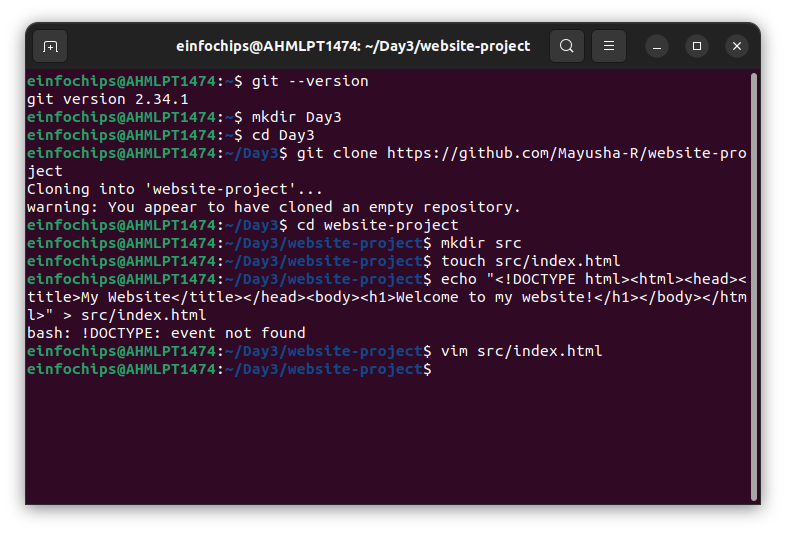 einfochips@AHMLPT1474: ~/Day3/website-project
einfochips@AHMLPT1474:~$ git --version
git version 2.34.1
einfochips@AHMLPT1474:~$ mkdir Day3
einfochips@AHMLPT1474:~$ cd Day3
einfochips@AHMLPT1474:~/Day3$ git clone https://github.com/Mayusha-R/website-pro
ject
Cloning into 'website-project'...
warning: You appear to have cloned an empty repository.
einfochips@AHMLPT1474:~/Day3$ cd website-project
einfochips@AHMLPT1474:~/Day3/website-project$ mkdir src
einfochips@AHMLPT1474:~/Day3/website-project$ touch src/index.html
einfochips@AHMLPT1474:~/Day3/website-project$ echo "<!DOCTYPE html><html><head><
title>My Website</title></head><body><h1>Welcome to my website!</h1></body></htm
l>" > src/index.html
bash: !DOCTYPE: event not found
einfochips@AHMLPT1474:~/Day3/website-project$ vim src/index.html
einfochips@AHMLPT1474:~/Day3/website-project$